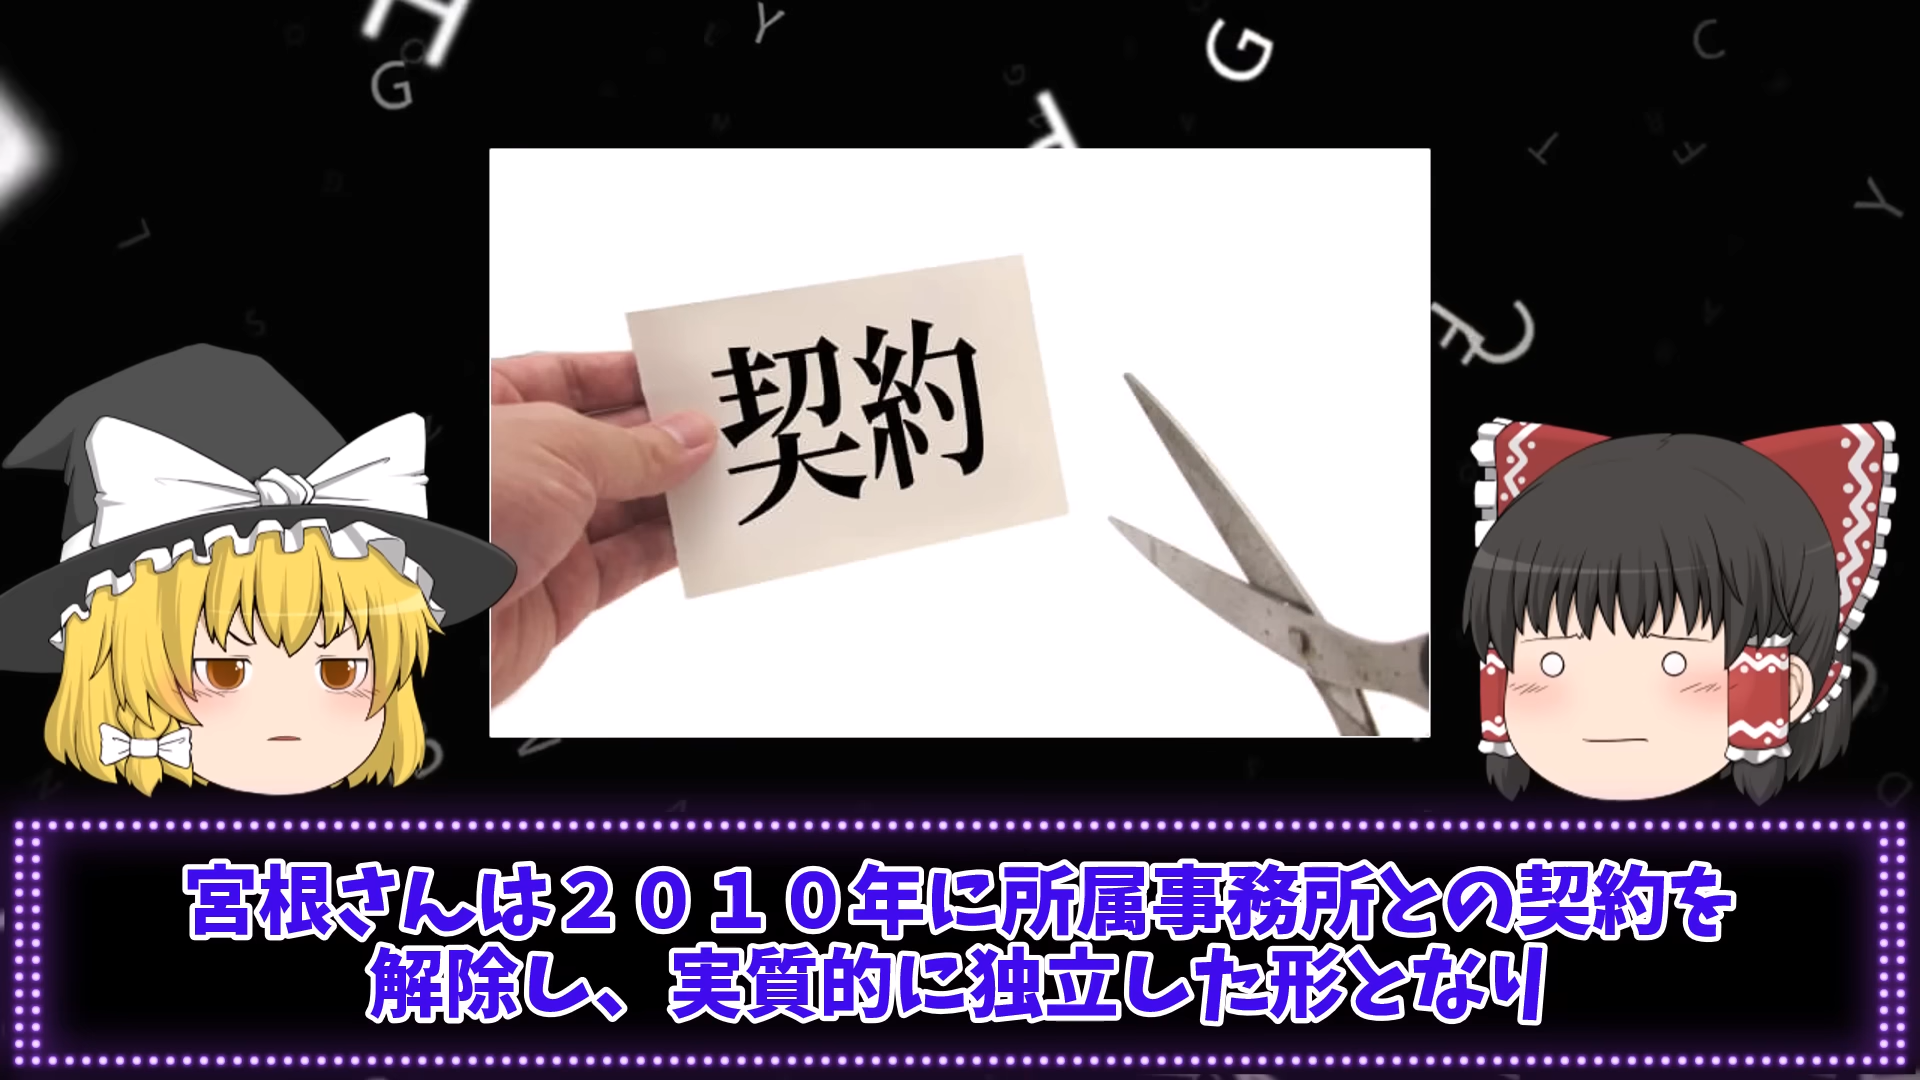 契約
宮根さんは２０１０年に所属事務所との契約を
解除し、実質的に独立した形となり